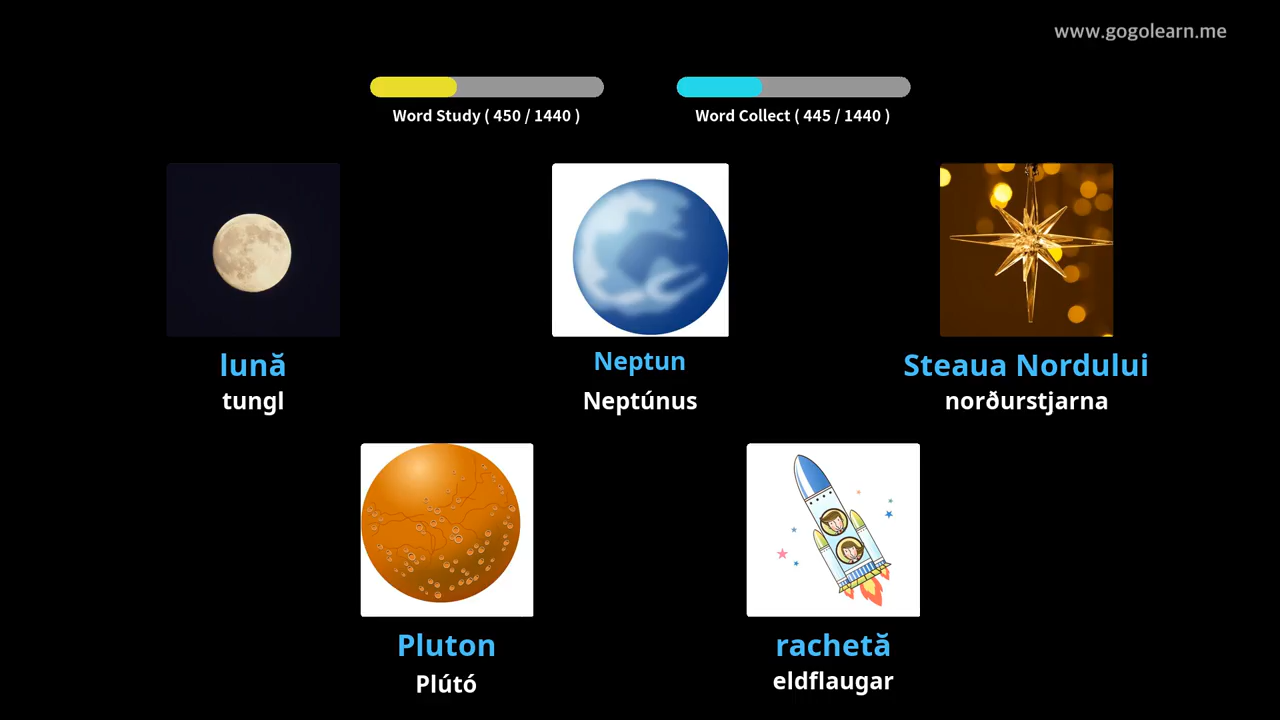 www.gogolearn.me
Word Study ( 450 / 1440 )
Word Collect ( 445 / 1440 )
lună
tungl
Neptun
Neptúnus
Steaua Nordului
norðurstjarna
Pluton
Plútó
rachetă
eldflaugar